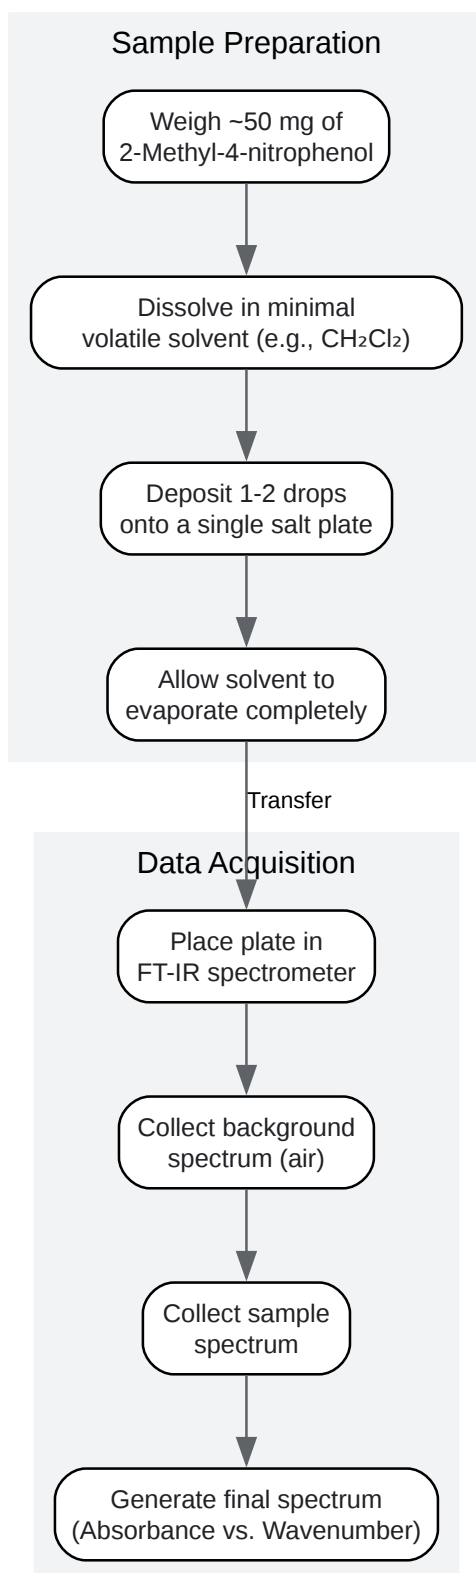 Sample Preparation
Weigh ~50 mg of
2-Methyl-4-nitrophenol
Dissolve in minimal
volatile solvent (e.g., CH₂Cl₂)
Deposit 1-2 drops
onto a single salt plate
Allow solvent to
evaporate completely
Transfer
Data Acquisition
Place plate in
FT-IR spectrometer
Collect background
spectrum (air)
Collect sample
spectrum
Generate final spectrum
(Absorbance vs. Wavenumber)